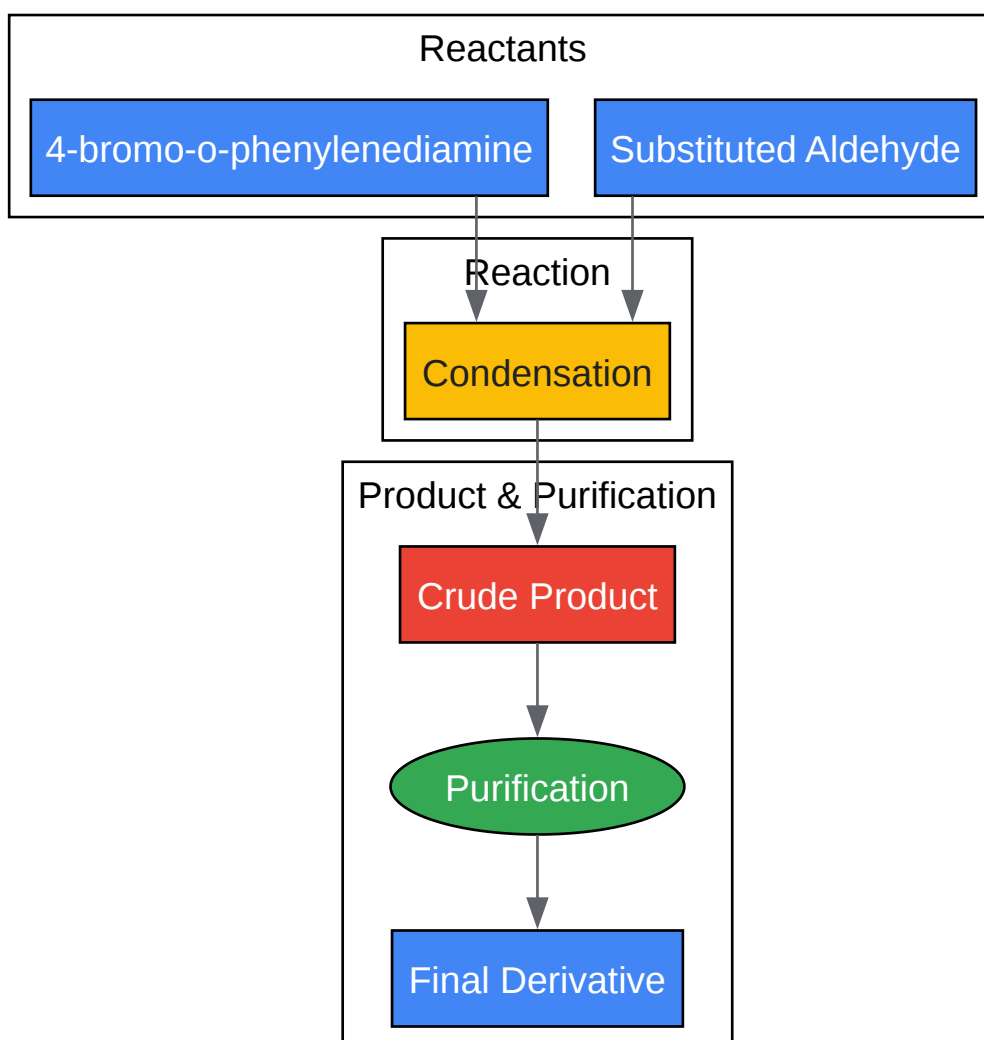 Reactants
4-bromo-o-phenylenediamine
Substituted Aldehyde
Reaction
Condensation
Product & Purification
Crude Product
Purification
Final Derivative